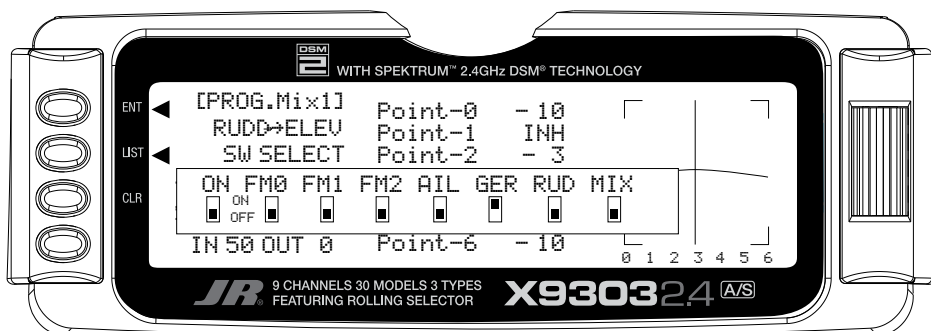 DSM
2 WITH SPEKTRUM™ 2.4GHz DSM® TECHNOLOGY
ENT
LIST
CLR
[PROG.Mix1]
RUDD→ELEV
SW SELECT
Point-0 -10
Point-1 INH
Point-2 - 3
ON FM0 FM1 FM2 AIL GER RUD MIX
ON
OFF
IN 50 OUT 0 Point-6 -10
0 1 2 3 4 5 6
JR® 9 CHANNELS 30 MODELS 3 TYPES
FEATURING ROLLING SELECTOR
X9303 2.4 A/S